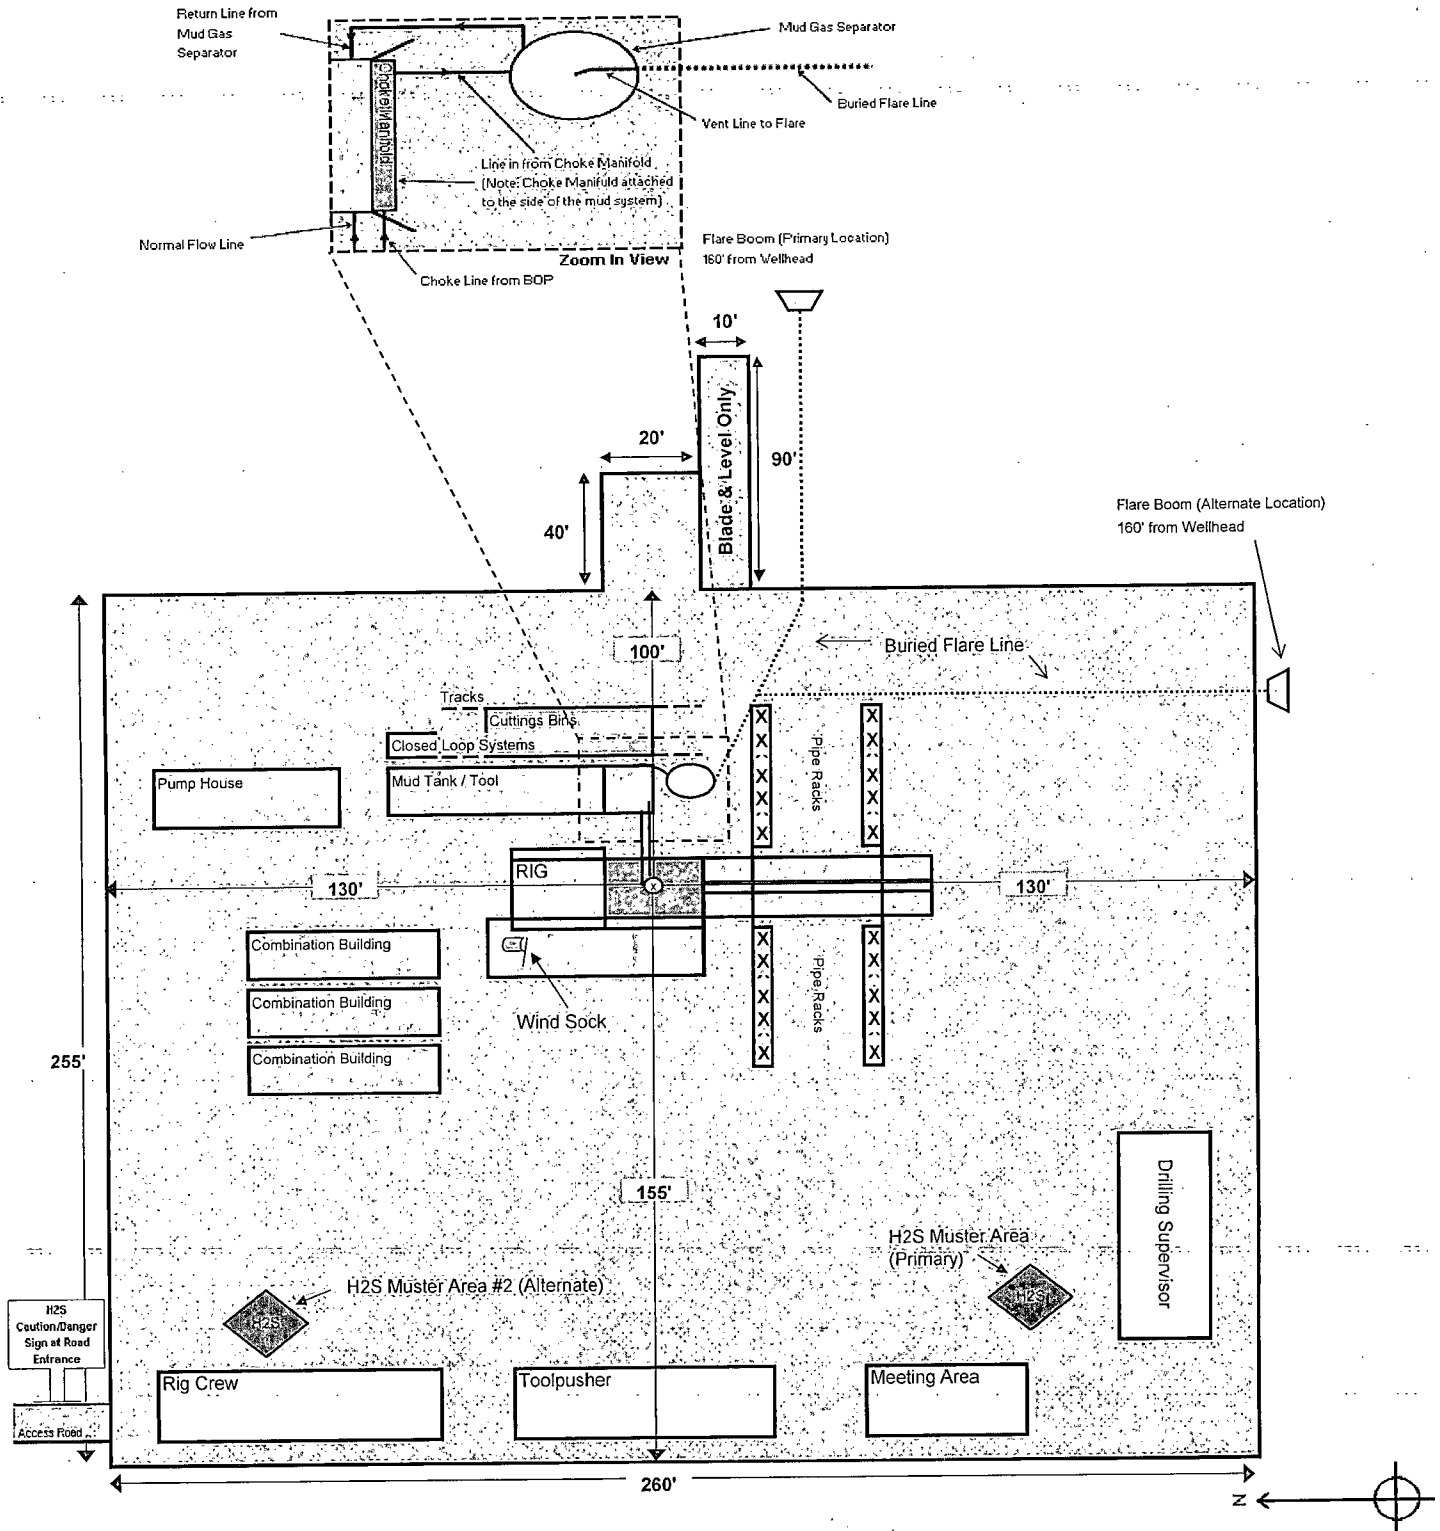 Return Line from
Mud Gas
Separator
Mud Gas Separator
Buried Flare Line
Vent Line to Flare
Choke Manifold
Line in from Choke Manifold
(Note: Choke Manifuld attached
to the side of the mud system)
Normal Flow Line
Choke Line from BOP
Zoom In View
Flare Boom (Primary Location)
160' from Wellhead
10'
Blade & Level Only
90'
20'
40'
Flare Boom (Alternate Location)
160' from Wellhead
100'
Buried Flare Line
Tracks
Cuttings Bins
Closed Loop Systems
Mud Tank / Tool
Pump House
X X
X X
X X
X X
X X
Pipe Racks
RIG
x
130'
130'
Combination Building
Combination Building
Combination Building
Wind Sock
X X
X X
X X
X X
X X
Pipe Racks
255'
155'
Drilling Supervisor
H2S Muster Area
(Primary)
H2S
H2S Muster Area #2 (Alternate)
H2S
H2S
Caution/Danger
Sign at Road
Entrance
Access Road
Rig Crew
Toolpusher
Meeting Area
260'
N